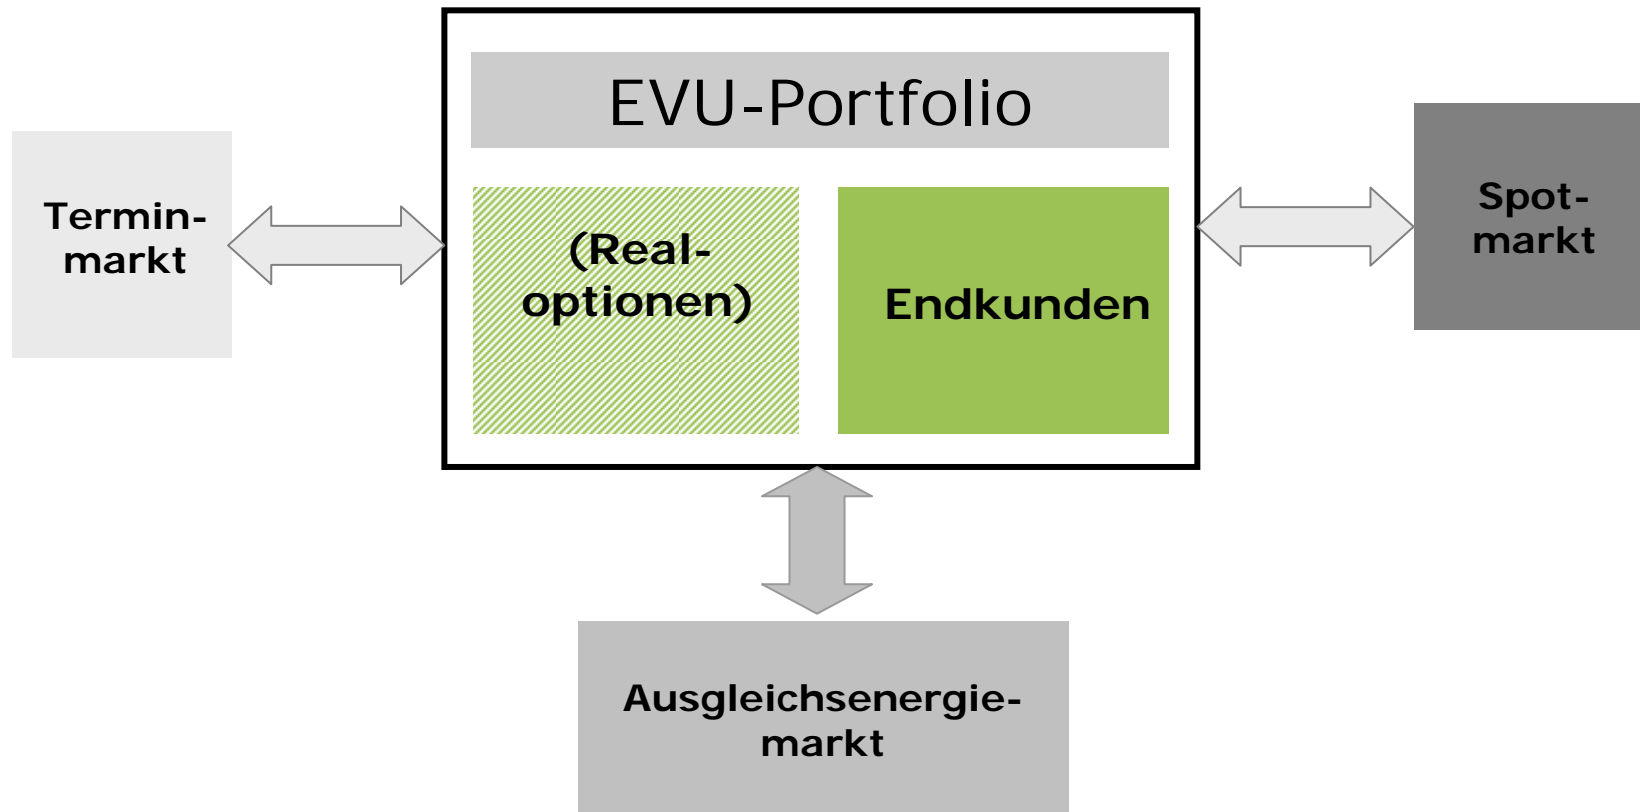 EVU-Portfolio
Termin-
markt
(Real-
optionen)
Endkunden
Spot-
markt
Ausgleichsenergie-
markt